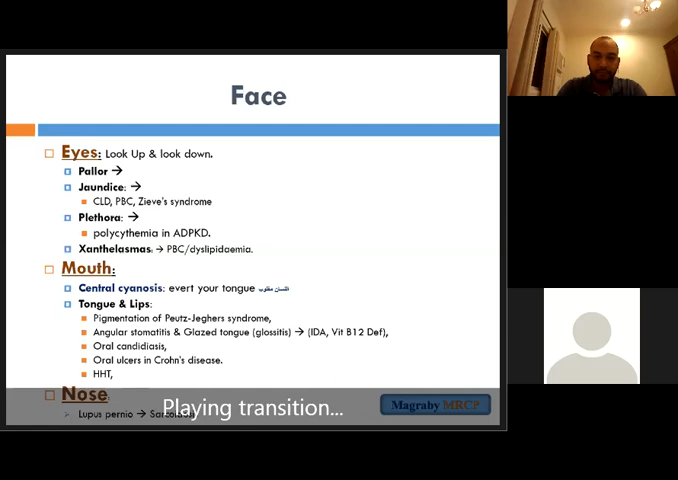 Face
Eyes: Look Up & look down.
Pallor →
Jaundice: →
CLD, PBC, Zieve's syndrome
Plethora: →
polycythemia in ADPKD.
Xanthelasmas: → PBC/dyslipidaemia.
Mouth:
Central cyanosis: evert your tongue اللسان مقلوب
Tongue & Lips:
Pigmentation of Peutz-Jeghers syndrome,
Angular stomatitis & Glazed tongue (glossitis) → (IDA, Vit B12 Def),
Oral candidiasis,
Oral ulcers in Crohn's disease.
HHT,
Nose:
Lupus pernio →
Playing transition...
Magraby MRCP